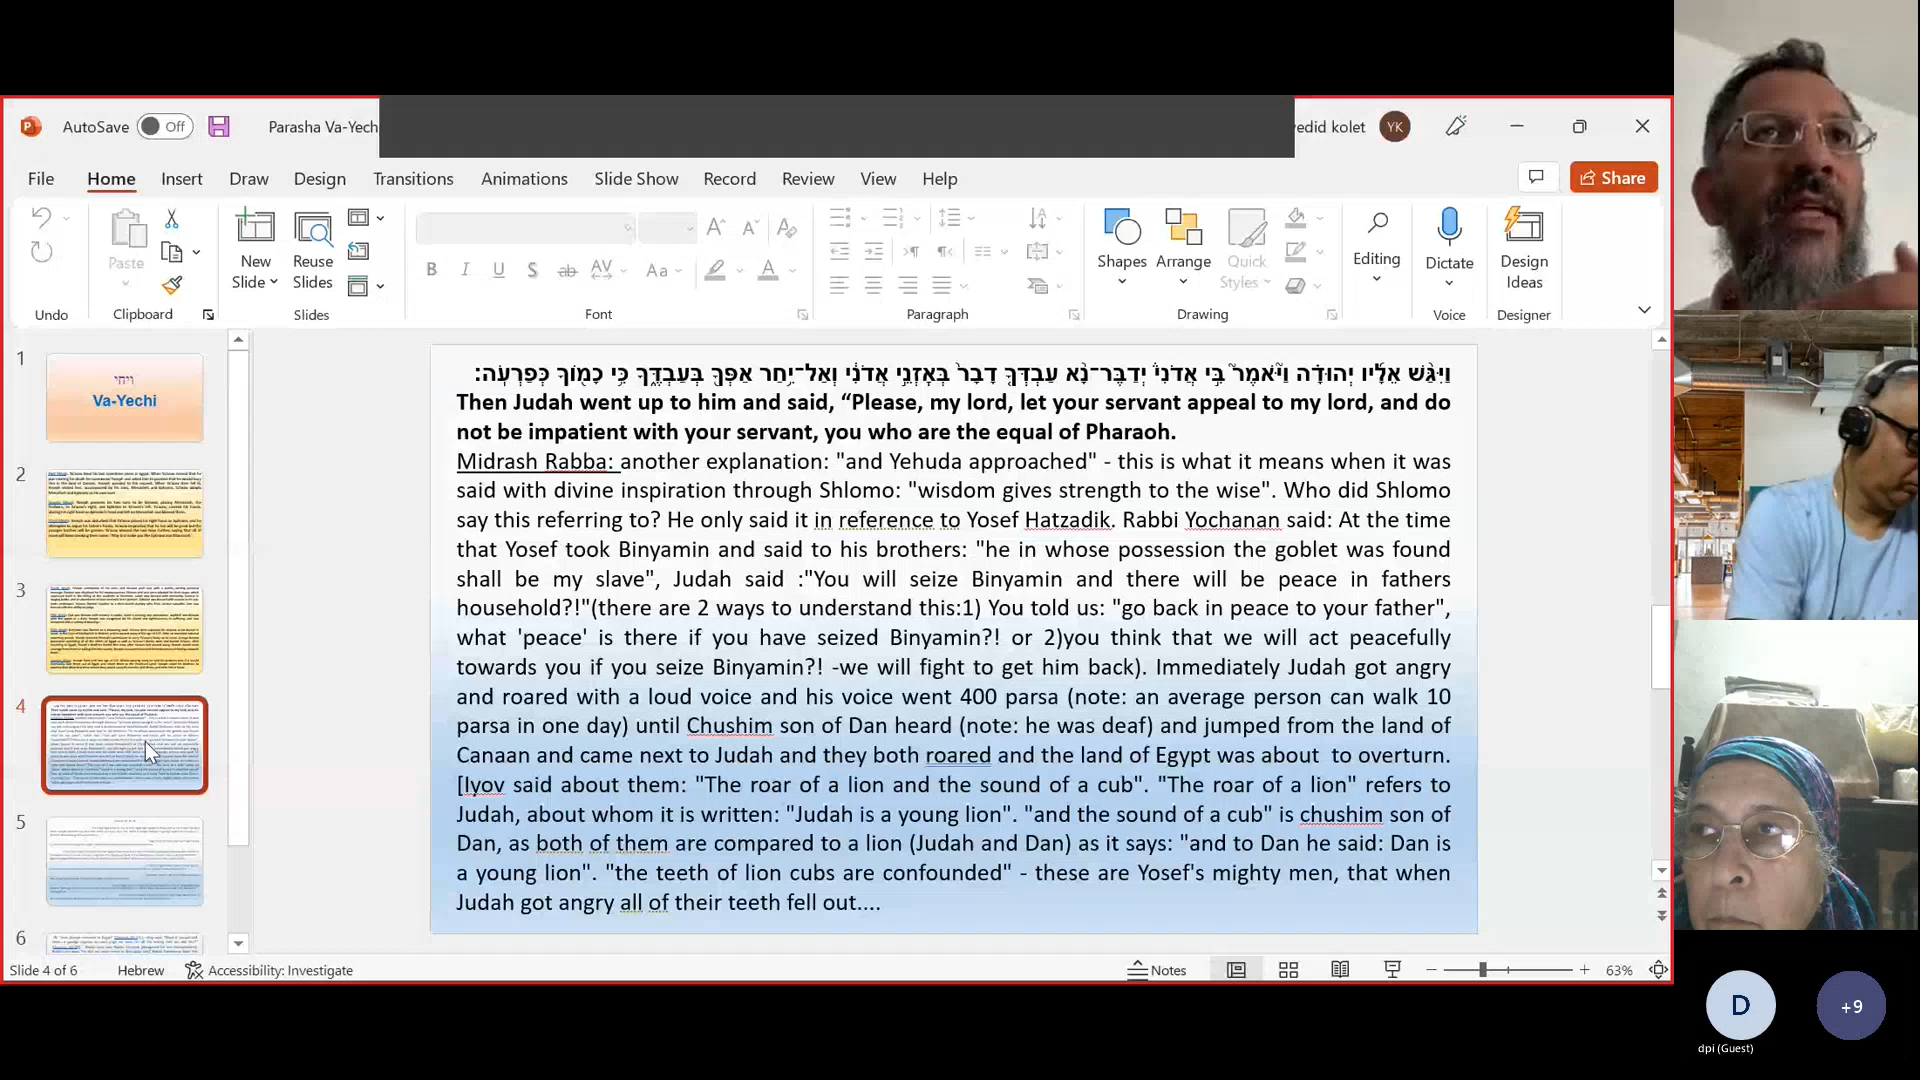 AutoSave Off Parasha Va-Yech edid kolet YK
File Home Insert Draw Design Transitions Animations Slide Show Record Review View Help Share
Paste New Slide Reuse Slides Shapes Arrange Quick Styles Editing Dictate Design Ideas
Undo Clipboard Slides Font Paragraph Drawing Voice Designer
1
ויחי
Va-Yechi
2
3
4
5
6
וַיִּגַּ֨שׁ אֵלָ֜יו יְהוּדָ֗ה וַיֹּ֘אמֶר֮ בִּ֣י אֲדֹנִי֒ יְדַבֶּר־נָ֨א עַבְדְּךָ֤ דָבָר֙ בְּאׇזְנֵ֣י אֲדֹנִ֔י וְאַל־יִ֥חַר אַפְּךָ֖ בְּעַבְדֶּ֑ךָ כִּ֥י כָמ֖וֹךָ כְּפַרְעֹֽה׃
Then Judah went up to him and said, “Please, my lord, let your servant appeal to my lord, and do
not be impatient with your servant, you who are the equal of Pharaoh.
Midrash Rabba: another explanation: "and Yehuda approached" - this is what it means when it was
said with divine inspiration through Shlomo: "wisdom gives strength to the wise". Who did Shlomo
say this referring to? He only said it in reference to Yosef Hatzadik. Rabbi Yochanan said: At the time
that Yosef took Binyamin and said to his brothers: "he in whose possession the goblet was found
shall be my slave", Judah said :"You will seize Binyamin and there will be peace in fathers
household?!"(there are 2 ways to understand this:1) You told us: "go back in peace to your father",
what 'peace' is there if you have seized Binyamin?! or 2)you think that we will act peacefully
towards you if you seize Binyamin?! -we will fight to get him back). Immediately Judah got angry
and roared with a loud voice and his voice went 400 parsa (note: an average person can walk 10
parsa in one day) until Chushim son of Dan heard (note: he was deaf) and jumped from the land of
Canaan and came next to Judah and they both roared and the land of Egypt was about to overturn.
[Iyov said about them: "The roar of a lion and the sound of a cub". "The roar of a lion" refers to
Judah, about whom it is written: "Judah is a young lion". "and the sound of a cub" is chushim son of
Dan, as both of them are compared to a lion (Judah and Dan) as it says: "and to Dan he said: Dan is
a young lion". "the teeth of lion cubs are confounded" - these are Yosef's mighty men, that when
Judah got angry all of their teeth fell out....
Slide 4 of 6 Hebrew Accessibility: Investigate Notes 63%
D +9
dpi (Guest)